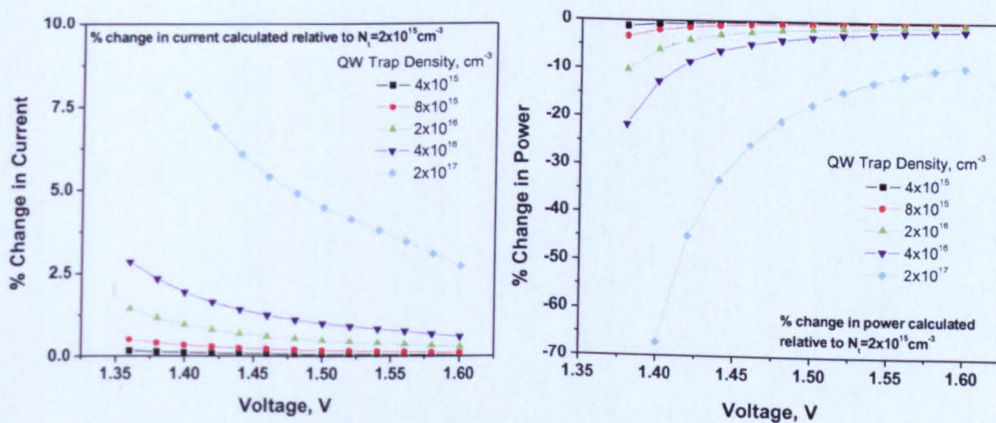 % change in current calculated relative to Nt=2x10^15cm^-3
QW Trap Density, cm^-3
4x10^15
8x10^15
2x10^16
4x10^16
2x10^17
10.0
7.5
5.0
2.5
0.0
% Change in Current
1.35 1.40 1.45 1.50 1.55 1.60
Voltage, V
0
-10
-20
-30
-40
-50
-60
-70
% Change in Power
QW Trap Density, cm^-3
4x10^15
8x10^15
2x10^16
4x10^16
2x10^17
% change in power calculated
relative to Nt=2x10^15cm^-3
1.35 1.40 1.45 1.50 1.55 1.60
Voltage, V